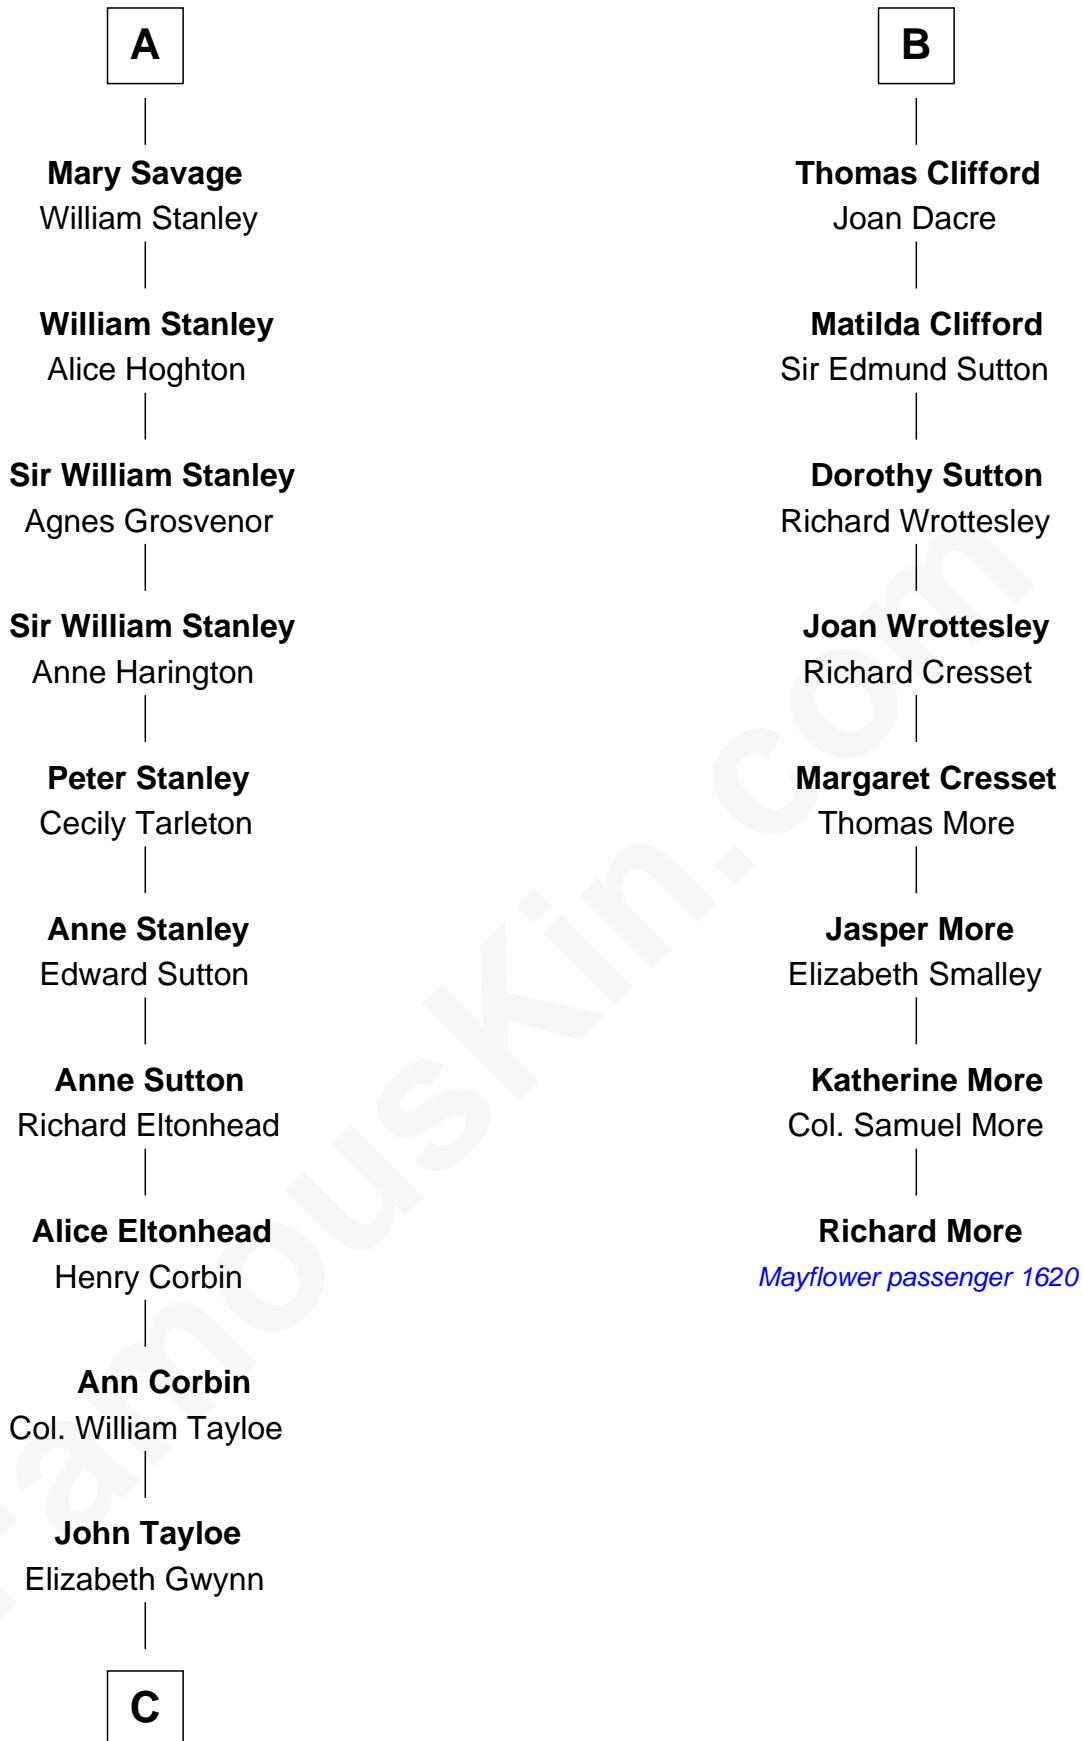 A
Mary Savage
William Stanley
William Stanley
Alice Hoghton
Sir William Stanley
Agnes Grosvenor
Sir William Stanley
Anne Harington
Peter Stanley
Cecily Tarleton
Anne Stanley
Edward Sutton
Anne Sutton
Richard Eltonhead
Alice Eltonhead
Henry Corbin
Ann Corbin
Col. William Tayloe
John Tayloe
Elizabeth Gwynn
C
B
Thomas Clifford
Joan Dacre
Matilda Clifford
Sir Edmund Sutton
Dorothy Sutton
Richard Wrottesley
Joan Wrottesley
Richard Cresset
Margaret Cresset
Thomas More
Jasper More
Elizabeth Smalley
Katherine More
Col. Samuel More
Richard More
Mayflower passenger 1620
FamousKin.com